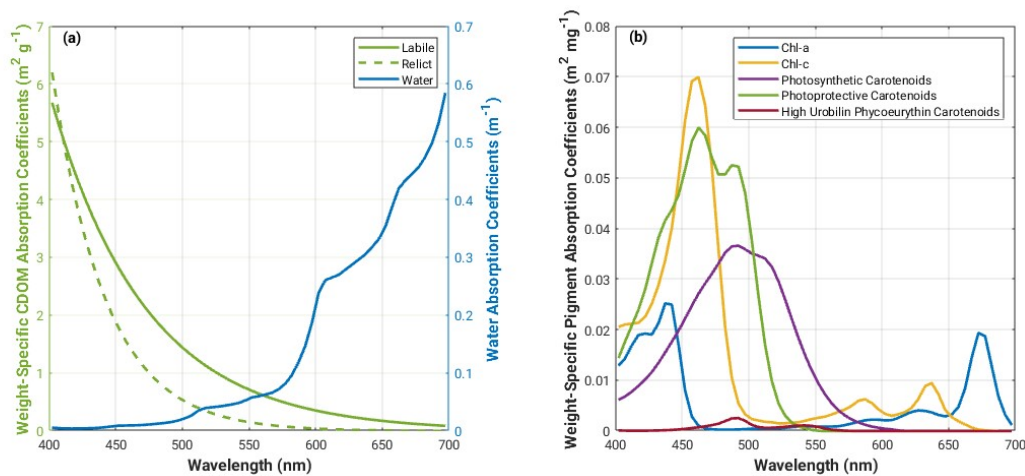 (a)
Labile
Relict
Water
Weight-Specific CDOM Absorption Coefficients (m² g⁻¹)
7
6
5
4
3
2
1
0
0.7
0.6
0.5
0.4
0.3
0.2
0.1
0
Water Absorption Coefficients (m⁻¹)
400 450 500 550 600 650 700
Wavelength (nm)
(b)
Chl-a
Chl-c
Photosynthetic Carotenoids
Photoprotective Carotenoids
High Urobilin Phycoeurythin Carotenoids
Weight-Specific Pigment Absorption Coefficients (m² mg⁻¹)
0.08
0.07
0.06
0.05
0.04
0.03
0.02
0.01
0
400 450 500 550 600 650 700
Wavelength (nm)